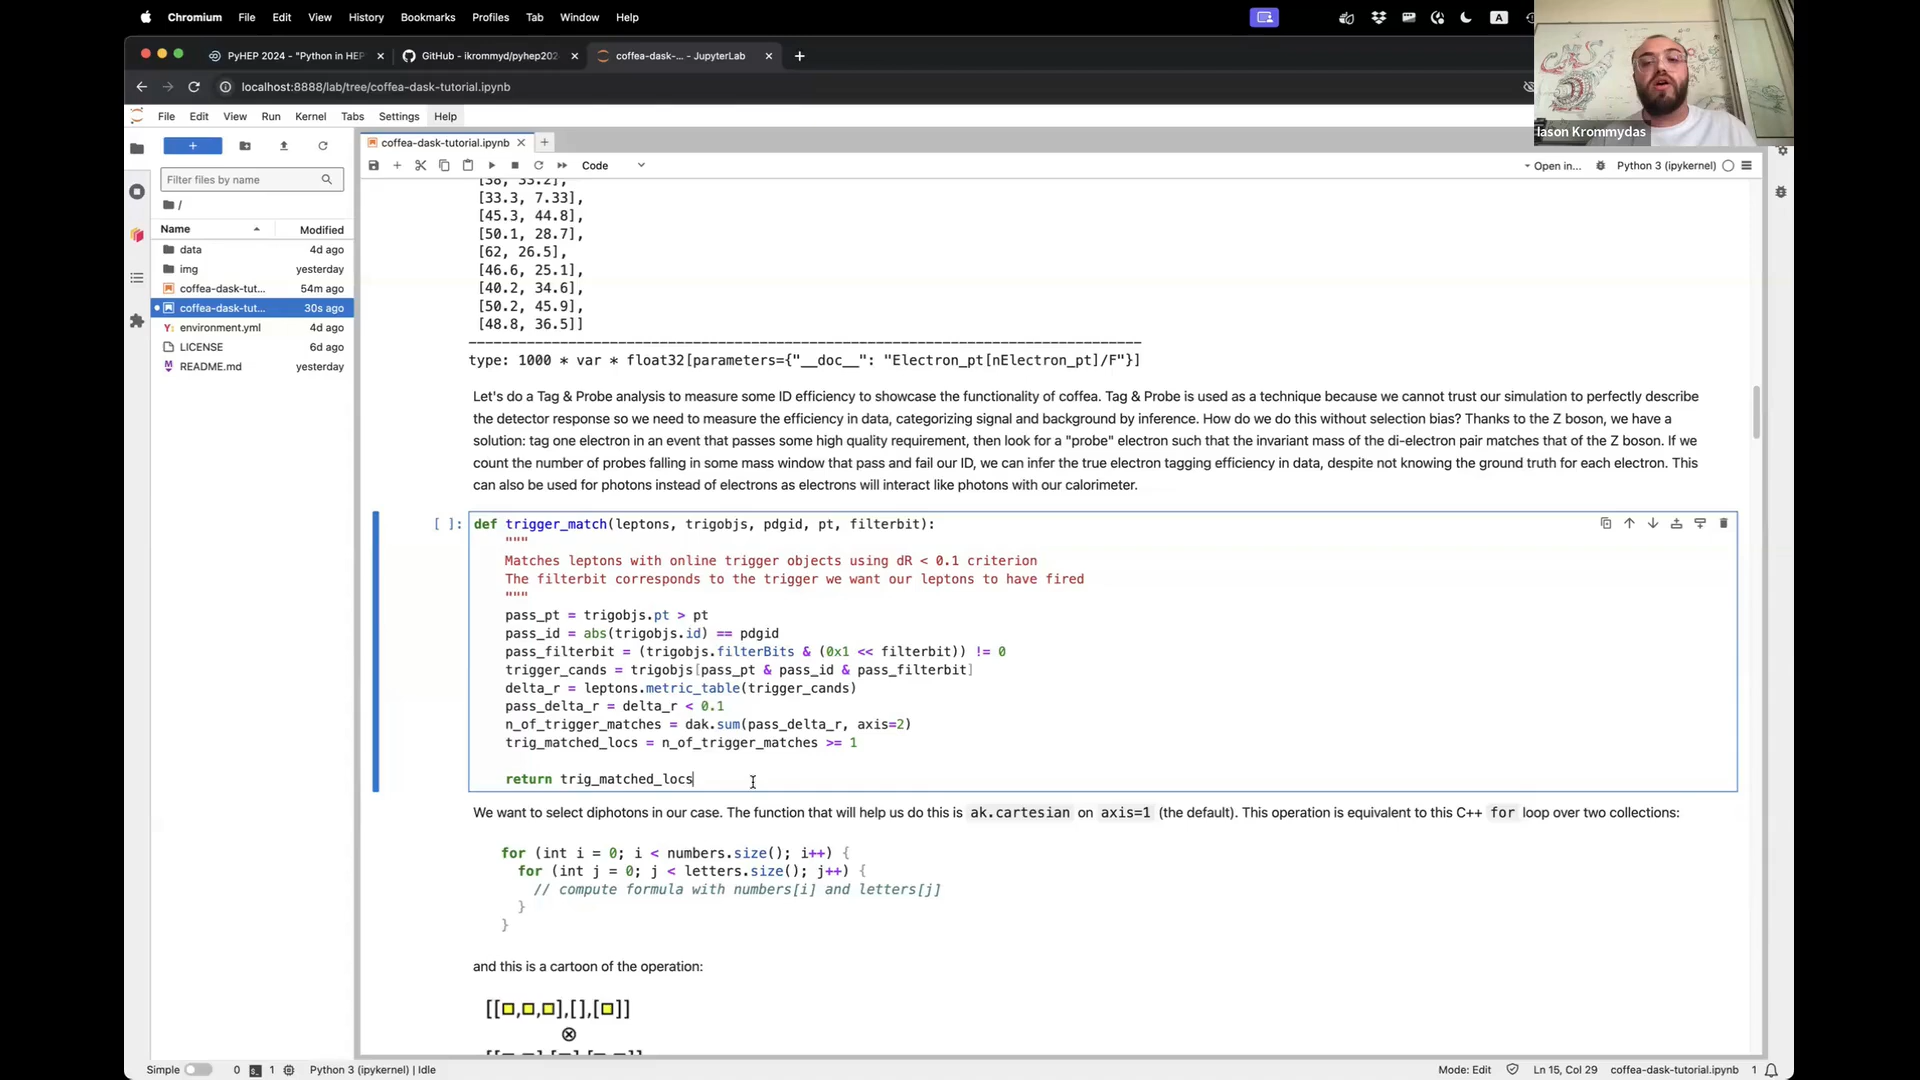 Chromium File Edit View History Bookmarks Profiles Tab Window Help
A
PyHEP 2024 - "Python in HEP
GitHub - ikrommyd/pyhep202
coffea-dask-... - JupyterLab
localhost:8888/lab/tree/coffea-dask-tutorial.ipynb
Iason Krommydas
File Edit View Run Kernel Tabs Settings Help
coffea-dask-tutorial.ipynb
Code
Open in...
Python 3 (ipykernel)
Filter files by name
/
Name Modified
data 4d ago
img yesterday
coffea-dask-tut... 54m ago
coffea-dask-tut... 30s ago
Y: environment.yml 4d ago
LICENSE 6d ago
README.md yesterday
[38, 33.2],
[33.3, 7.33],
[45.3, 44.8],
[50.1, 28.7],
[62, 26.5],
[46.6, 25.1],
[40.2, 34.6],
[50.2, 45.9],
[48.8, 36.5]]
type: 1000 * var * float32[parameters={"__doc__": "Electron_pt[nElectron_pt]/F"}]
Let's do a Tag & Probe analysis to measure some ID efficiency to showcase the functionality of coffea. Tag & Probe is used as a technique because we cannot trust our simulation to perfectly describe
the detector response so we need to measure the efficiency in data, categorizing signal and background by inference. How do we do this without selection bias? Thanks to the Z boson, we have a
solution: tag one electron in an event that passes some high quality requirement, then look for a "probe" electron such that the invariant mass of the di-electron pair matches that of the Z boson. If we
count the number of probes falling in some mass window that pass and fail our ID, we can infer the true electron tagging efficiency in data, despite not knowing the ground truth for each electron. This
can also be used for photons instead of electrons as electrons will interact like photons with our calorimeter.
[ ]: def trigger_match(leptons, trigobjs, pdgid, pt, filterbit):
"""
Matches leptons with online trigger objects using dR < 0.1 criterion
The filterbit corresponds to the trigger we want our leptons to have fired
"""
pass_pt = trigobjs.pt > pt
pass_id = abs(trigobjs.id) == pdgid
pass_filterbit = (trigobjs.filterBits & (0x1 << filterbit)) != 0
trigger_cands = trigobjs[pass_pt & pass_id & pass_filterbit]
delta_r = leptons.metric_table(trigger_cands)
pass_delta_r = delta_r < 0.1
n_of_trigger_matches = dak.sum(pass_delta_r, axis=2)
trig_matched_locs = n_of_trigger_matches >= 1
return trig_matched_locs
We want to select diphotons in our case. The function that will help us do this is ak.cartesian on axis=1 (the default). This operation is equivalent to this C++ for loop over two collections:
for (int i = 0; i < numbers.size(); i++) {
for (int j = 0; j < letters.size(); j++) {
// compute formula with numbers[i] and letters[j]
}
}
and this is a cartoon of the operation:
Simple 0 1 Python 3 (ipykernel) | Idle
Mode: Edit Ln 15, Col 29 coffea-dask-tutorial.ipynb 1